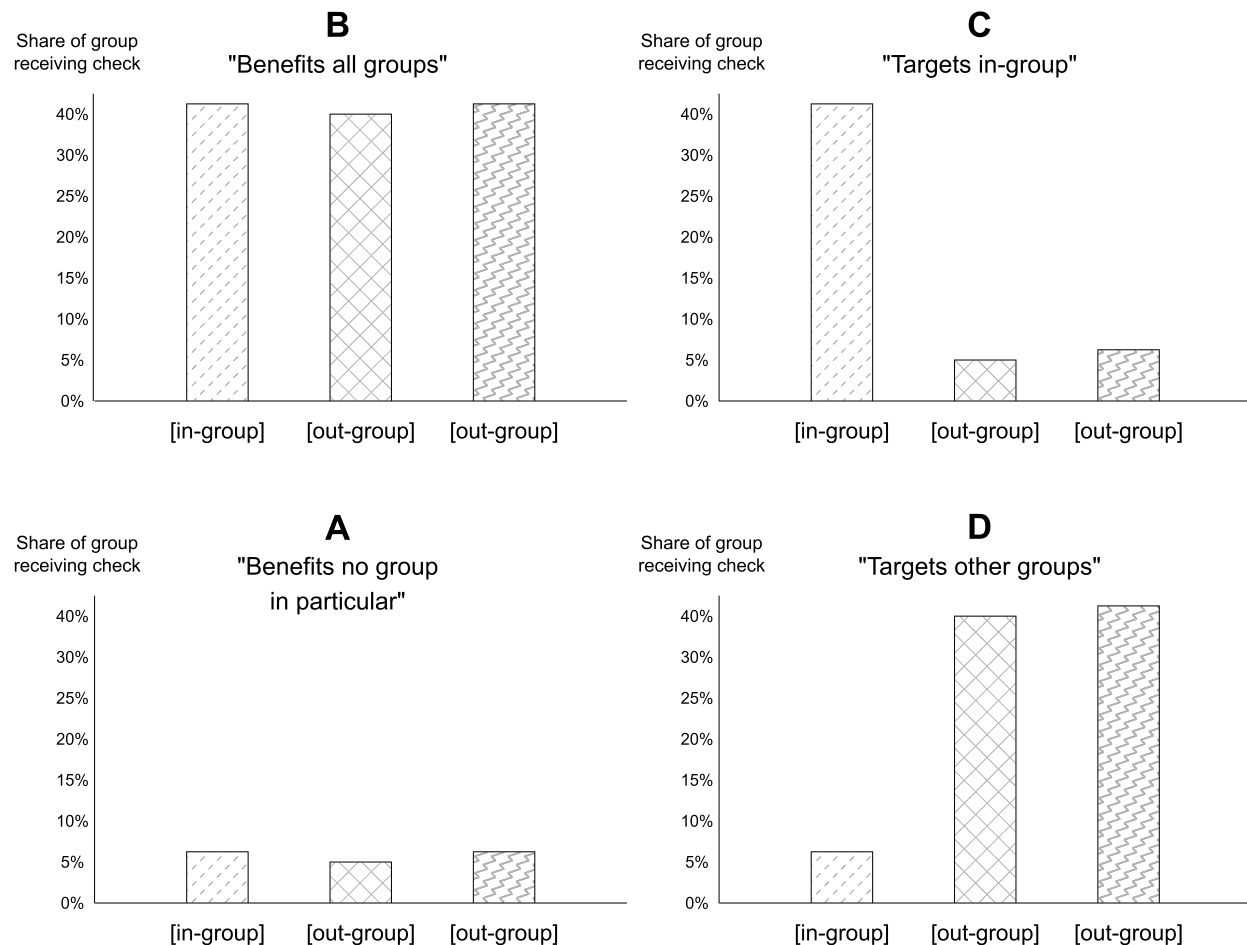 B
Share of group
receiving check
"Benefits all groups"
40%
30%
25%
20%
15%
10%
5%
0%
[in-group] [out-group] [out-group]
C
Share of group
receiving check
"Targets in-group"
40%
30%
25%
20%
15%
10%
5%
0%
[in-group] [out-group] [out-group]
A
Share of group
receiving check
"Benefits no group
in particular"
40%
30%
25%
20%
15%
10%
5%
0%
[in-group] [out-group] [out-group]
D
Share of group
receiving check
"Targets other groups"
40%
30%
25%
20%
15%
10%
5%
0%
[in-group] [out-group] [out-group]